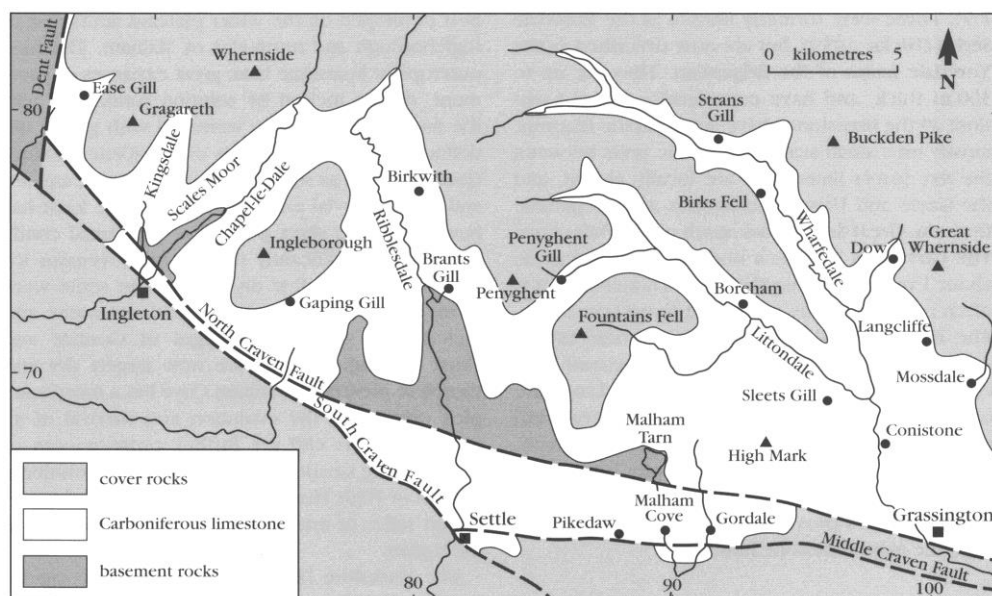 Dent Fault
Whernside
Ease Gill
Gragareth
80
Kingsdale
Scales Moor
Chapel-le-Dale
Ingleborough
Gaping Gill
Ingleton
Ribblesdale
Birkwith
Brants
Gill
Penyghent
Gill
Penyghent
Fountains Fell
0
kilometres
5
N
Strans
Gill
Buckden Pike
Birks Fell
Wharfedale
Dow
Great
Whernside
Boreham
Littondale
Langcliffe
Mossdale
Sleets Gill
Conistone
High Mark
Malham
Tarn
Malham
Cove
Gordale
Pikedaw
Settle
Grassington
North Craven Fault
South Craven Fault
Middle Craven Fault
70
80
90
100
cover rocks
Carboniferous limestone
basement rocks